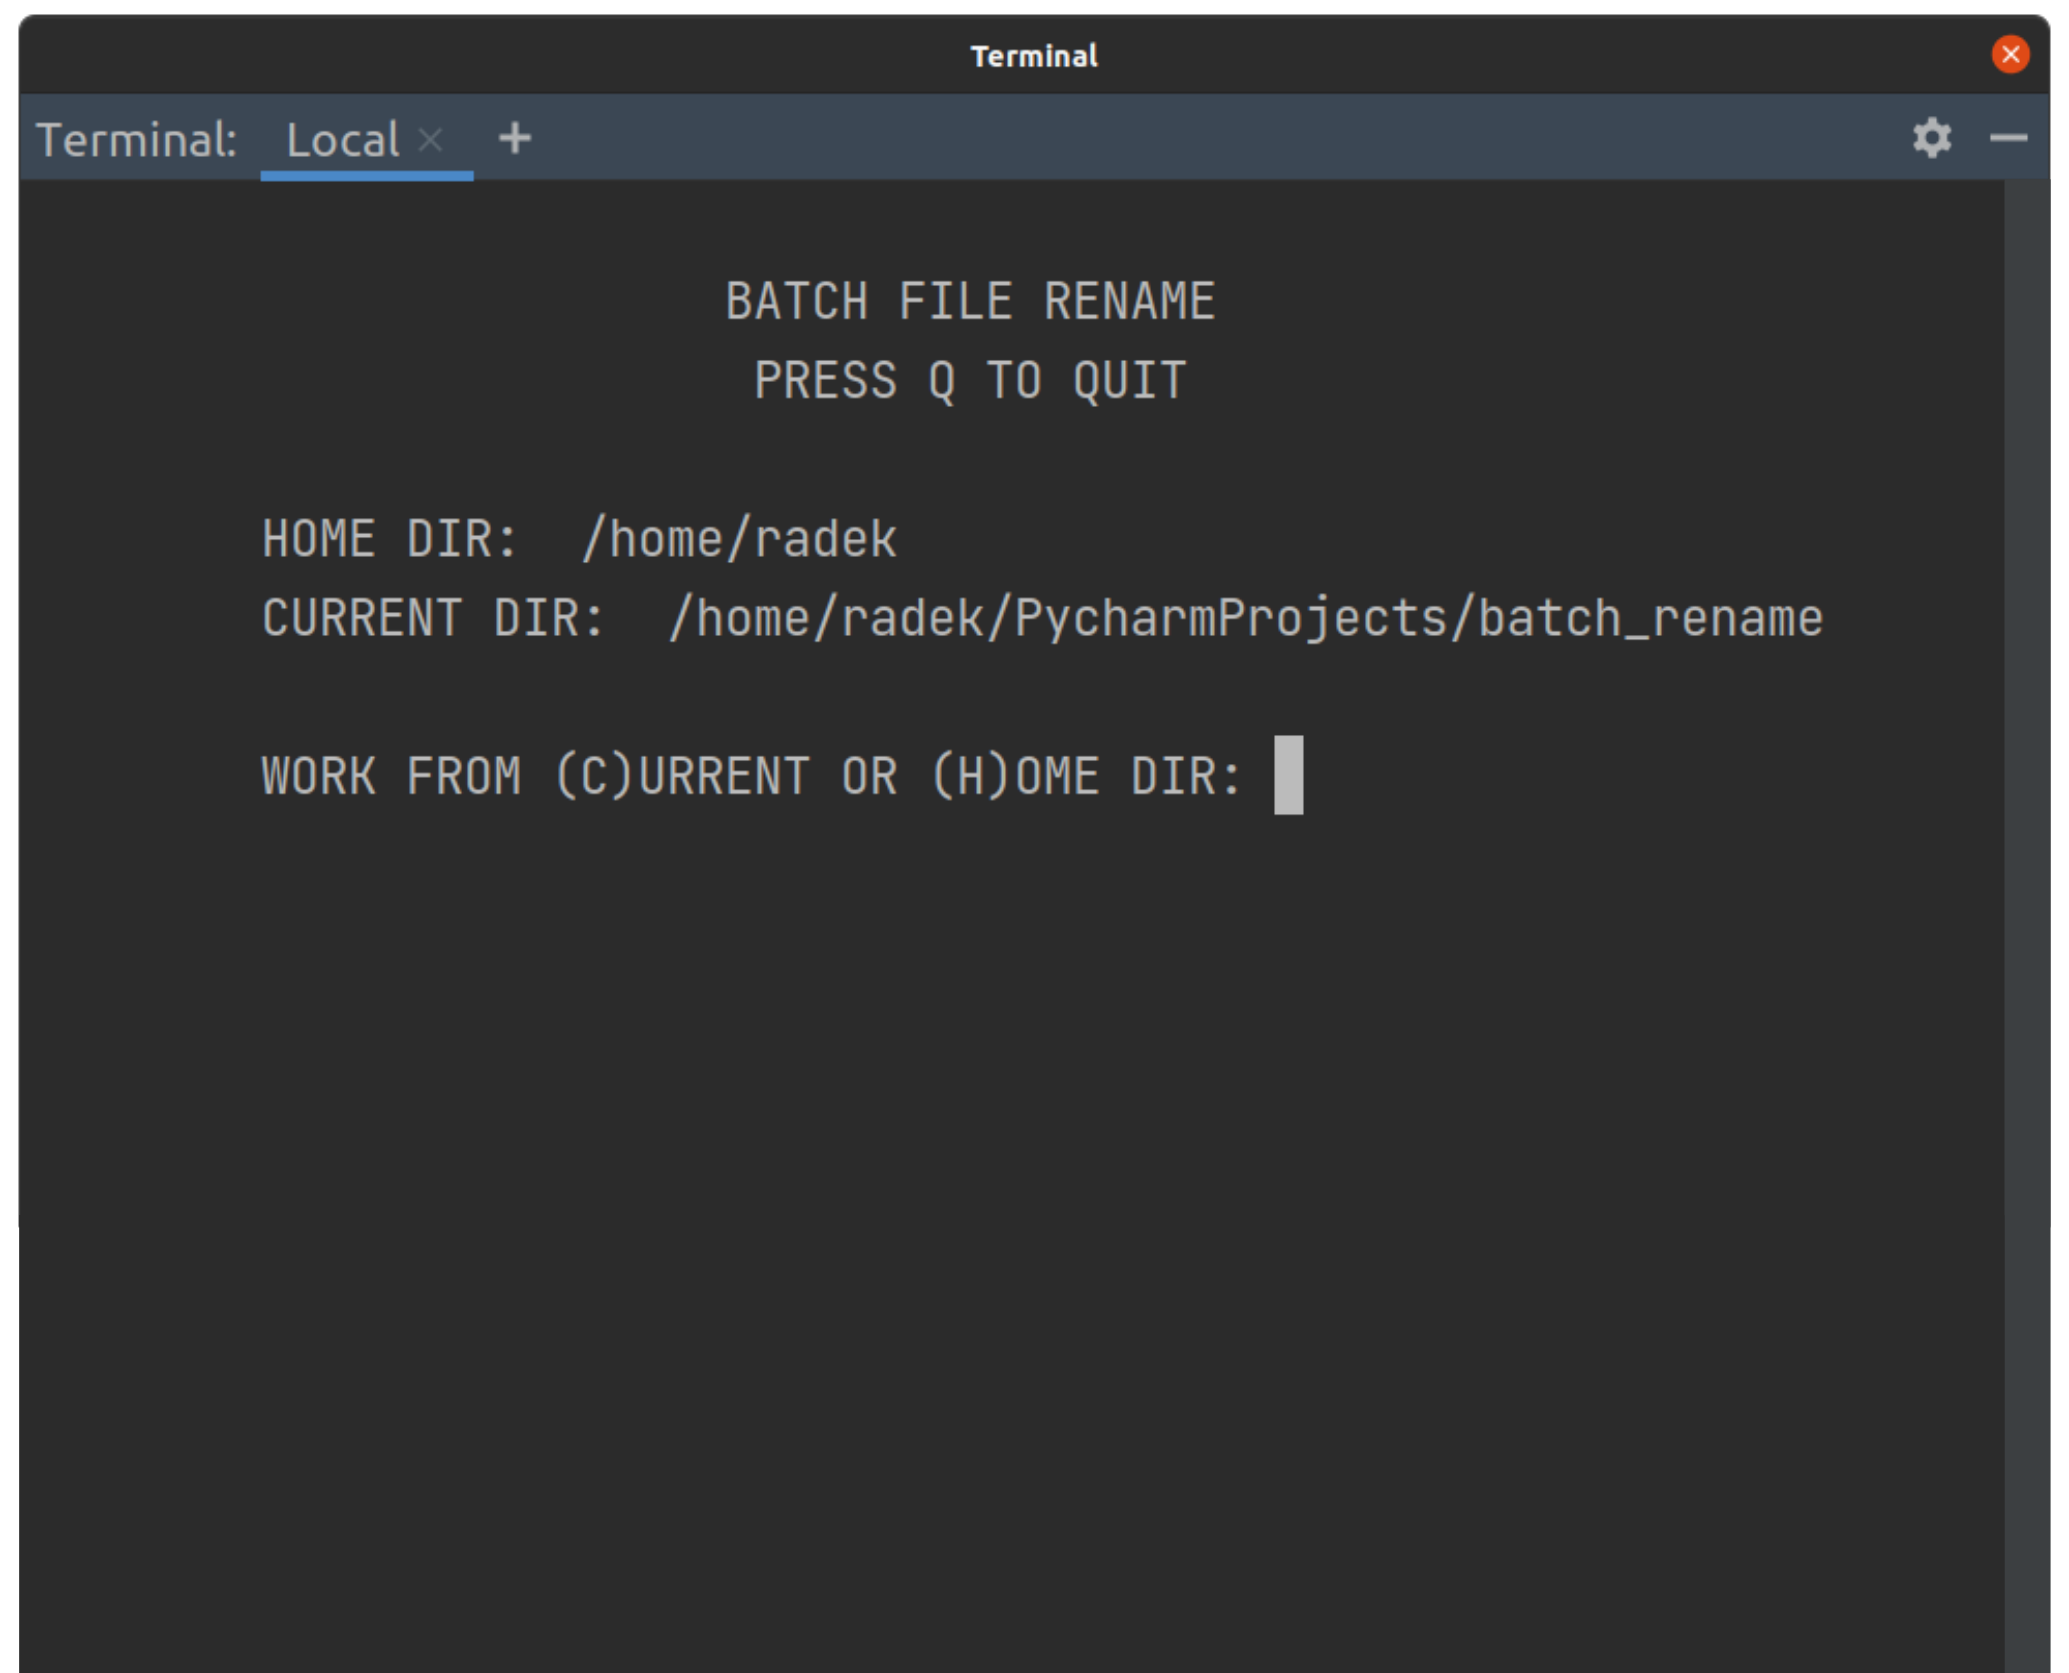 Terminal
Terminal: Local × +
BATCH FILE RENAME
PRESS Q TO QUIT
HOME DIR:  /home/radek
CURRENT DIR:  /home/radek/PycharmProjects/batch_rename
WORK FROM (C)URRENT OR (H)OME DIR: